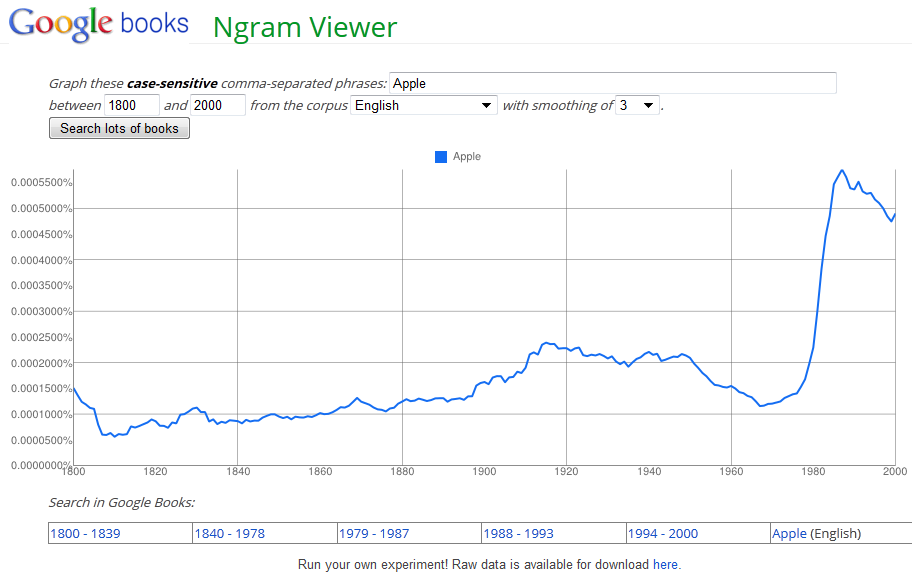 Google books Ngram Viewer
Graph these case-sensitive comma-separated phrases: Apple
between 1800 and 2000 from the corpus English with smoothing of 3 .
Search lots of books
Apple
0.0005500%
0.0005000%
0.0004500%
0.0004000%
0.0003500%
0.0003000%
0.0002500%
0.0002000%
0.0001500%
0.0001000%
0.0000500%
0.0000000%
1800 1820 1840 1860 1880 1900 1920 1940 1960 1980 2000
Search in Google Books:
1800 - 1839 1840 - 1978 1979 - 1987 1988 - 1993 1994 - 2000 Apple (English)
Run your own experiment! Raw data is available for download here.